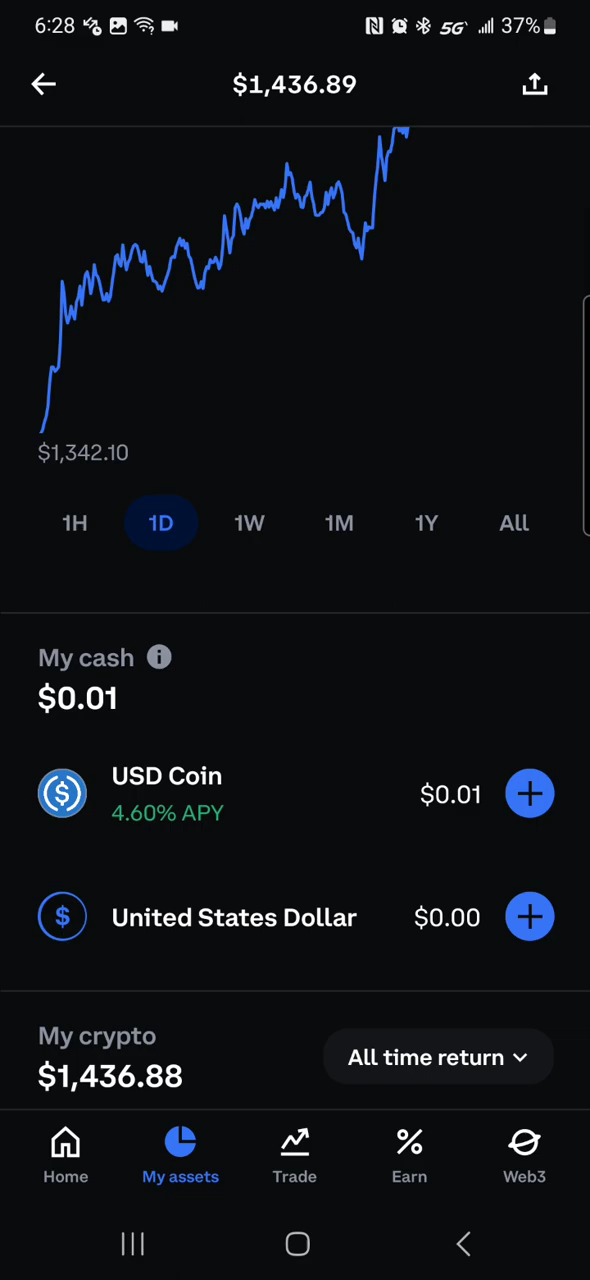 6:28 5G 37%
$1,436.89
$1,342.10
1H 1D 1W 1M 1Y All
My cash
$0.01
USD Coin $0.01
4.60% APY
United States Dollar $0.00
My crypto
$1,436.88
All time return
Home My assets Trade Earn Web3